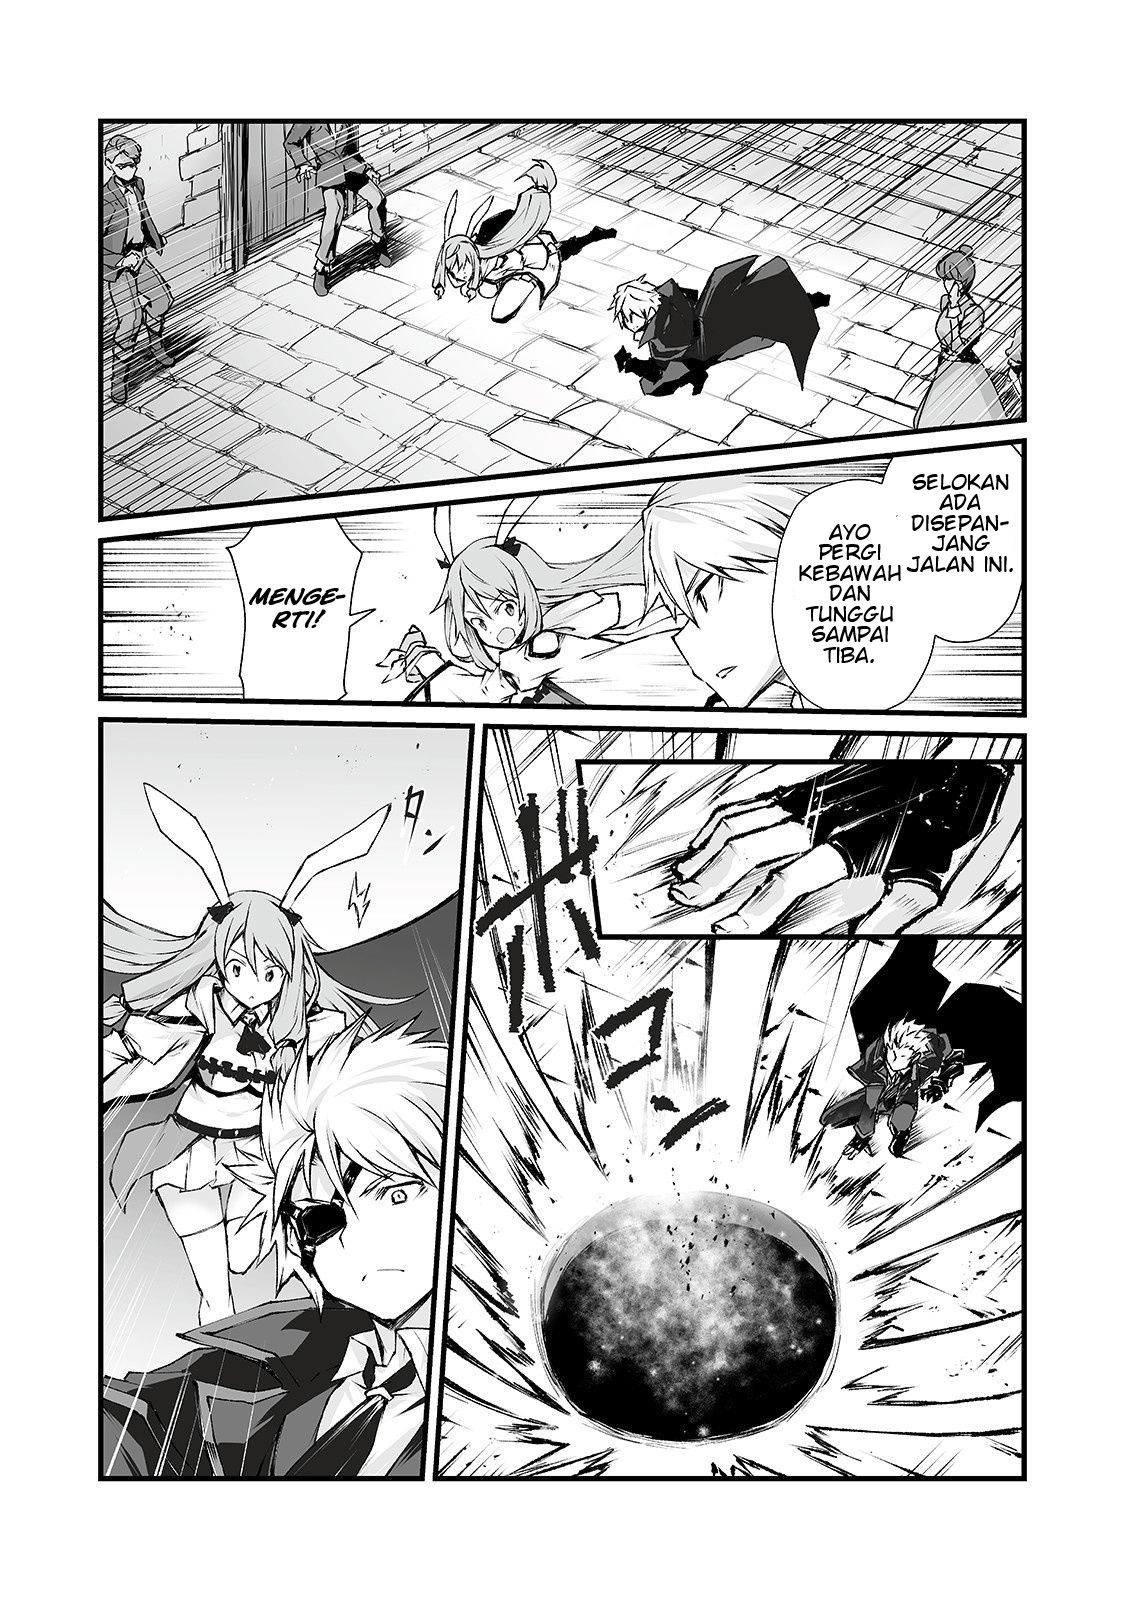 SELOKAN
ADA
DISEPAN-
JANG
JALAN INI.
AYO
PERGI
KEBAWAH
DAN
TUNGGU
SAMPAI
TIBA.
MENGE-
RTI!
ボコン
タンッ